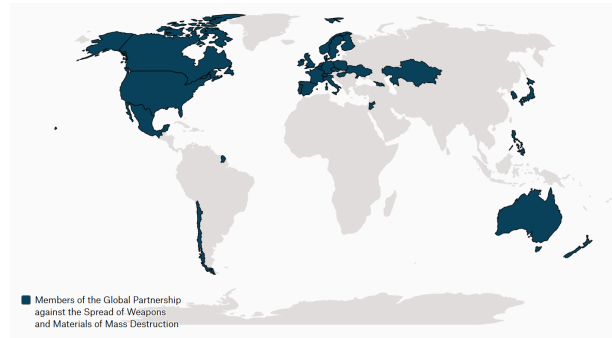 Members of the Global Partnership
against the Spread of Weapons
and Materials of Mass Destruction